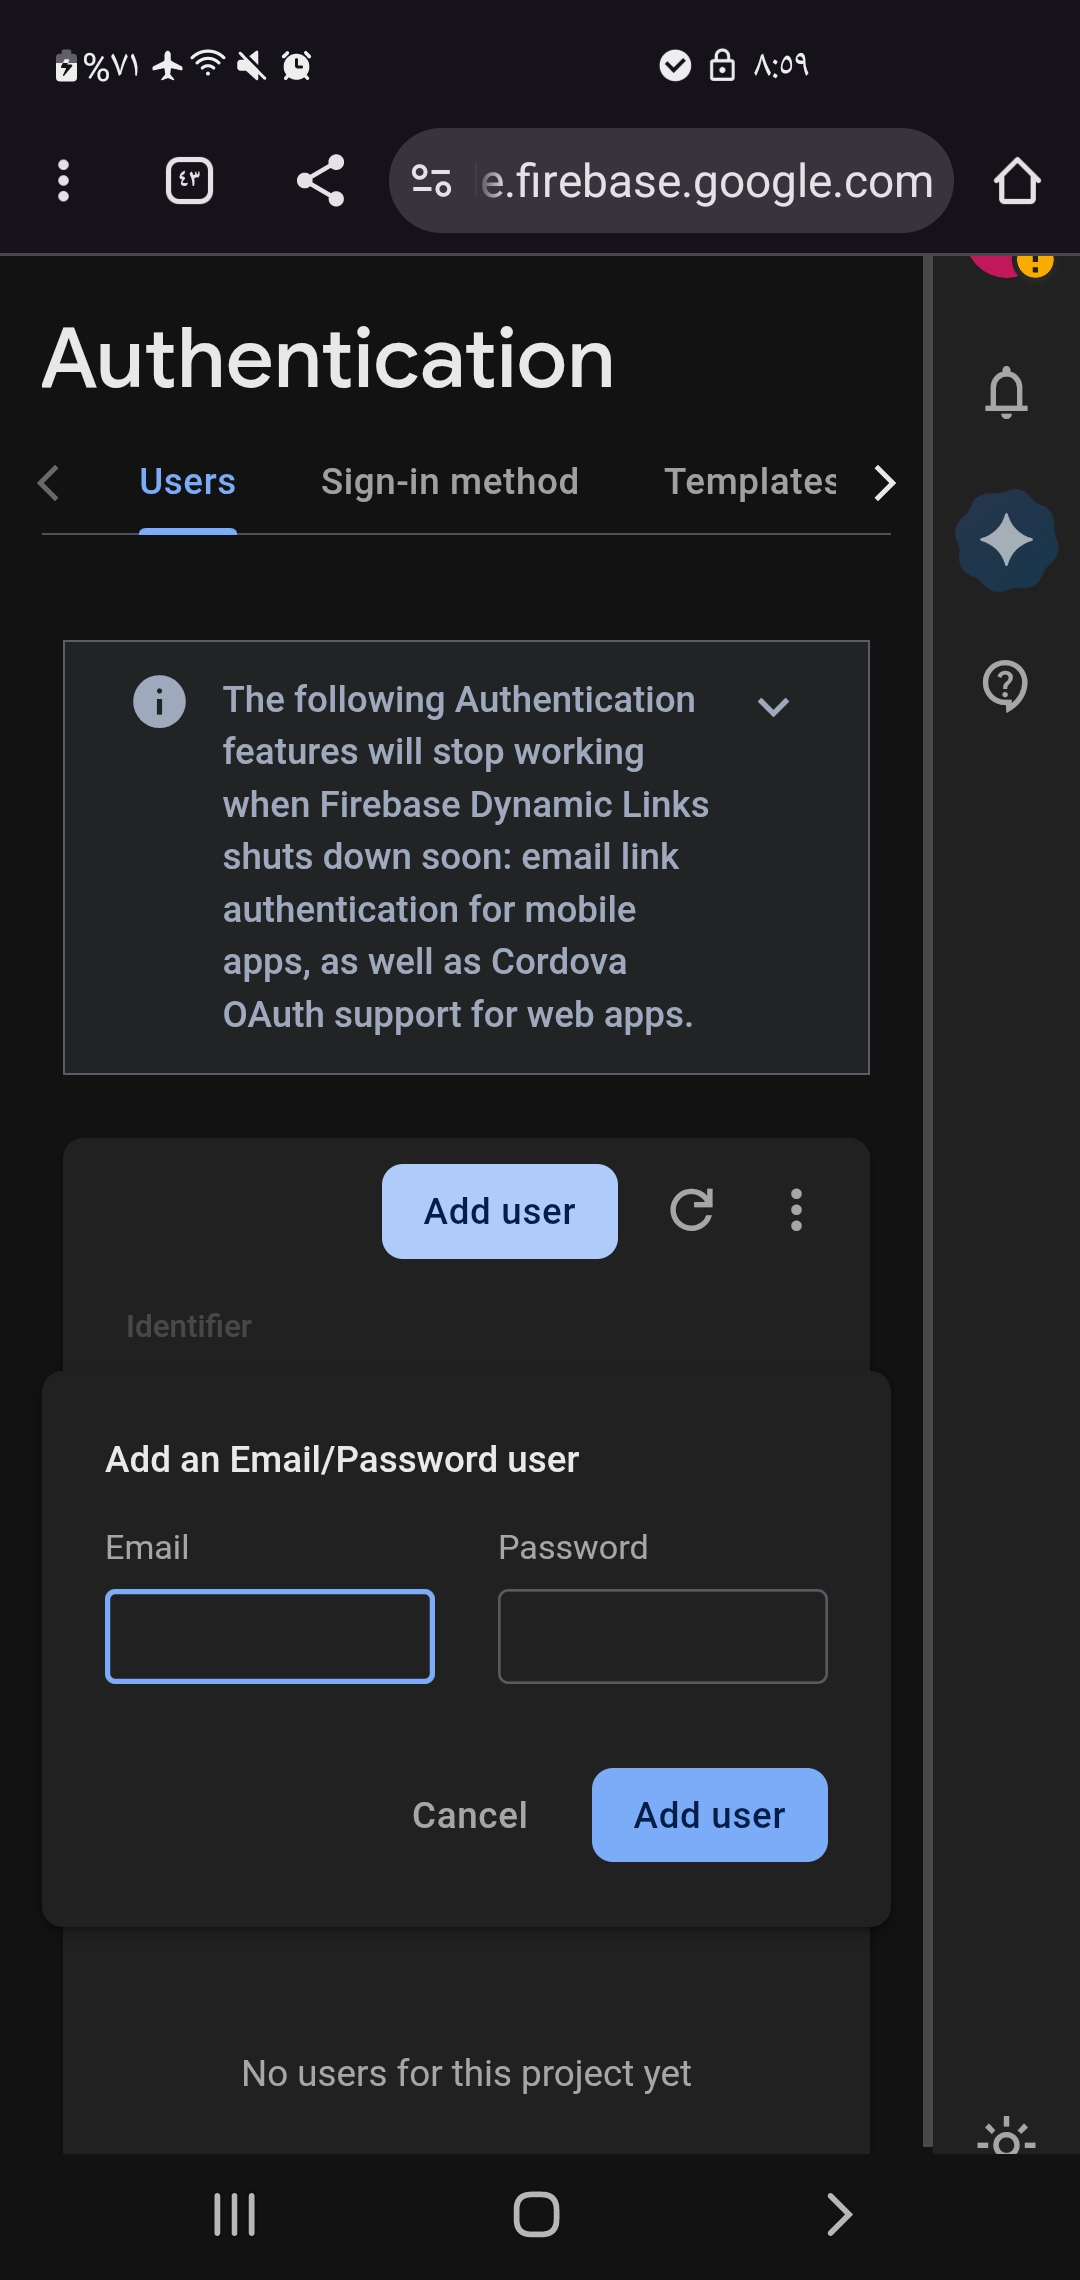 %٧١
٨:٥٩
٤٣
e.firebase.google.com
Authentication
Users
Sign-in method
Templates
The following Authentication
features will stop working
when Firebase Dynamic Links
shuts down soon: email link
authentication for mobile
apps, as well as Cordova
OAuth support for web apps.
Add user
Identifier
Add an Email/Password user
Email
Password
Cancel
Add user
No users for this project yet